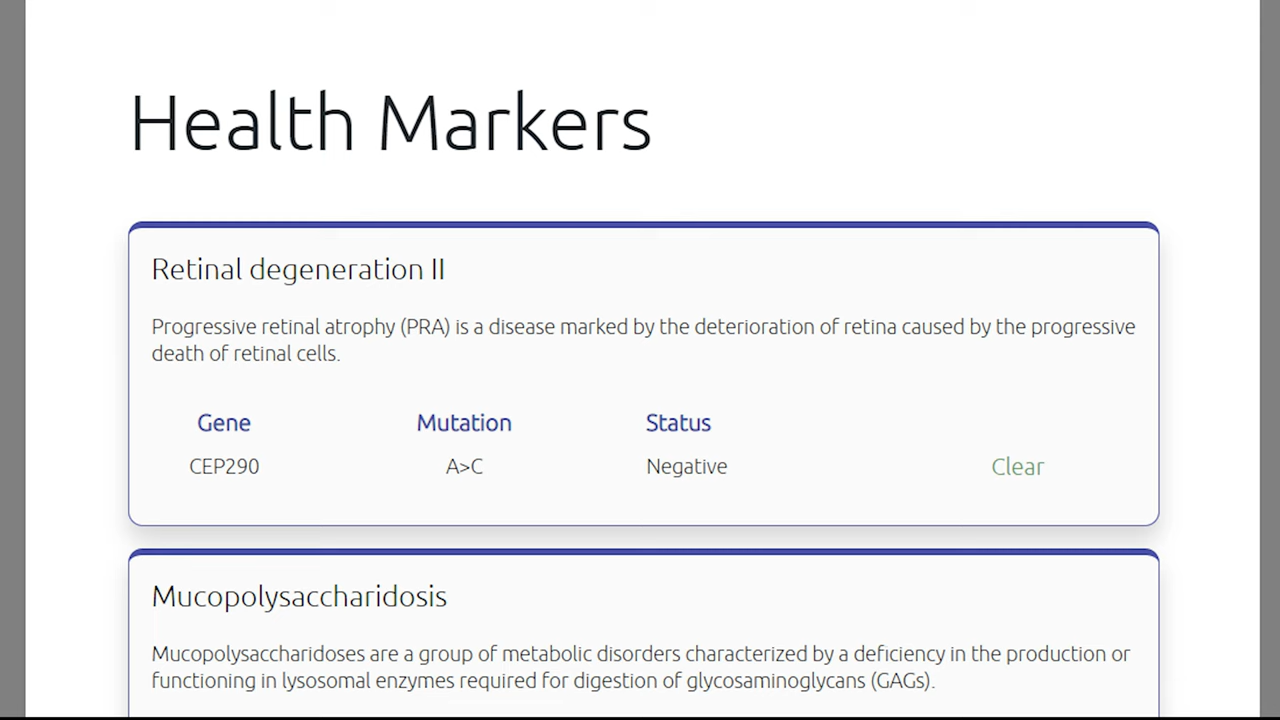 Health Markers
Retinal degeneration II
Progressive retinal atrophy (PRA) is a disease marked by the deterioration of retina caused by the progressive
death of retinal cells.
Gene Mutation Status
CEP290 A>C Negative Clear
Mucopolysaccharidosis
Mucopolysaccharidoses are a group of metabolic disorders characterized by a deficiency in the production or
functioning in lysosomal enzymes required for digestion of glycosaminoglycans (GAGs).